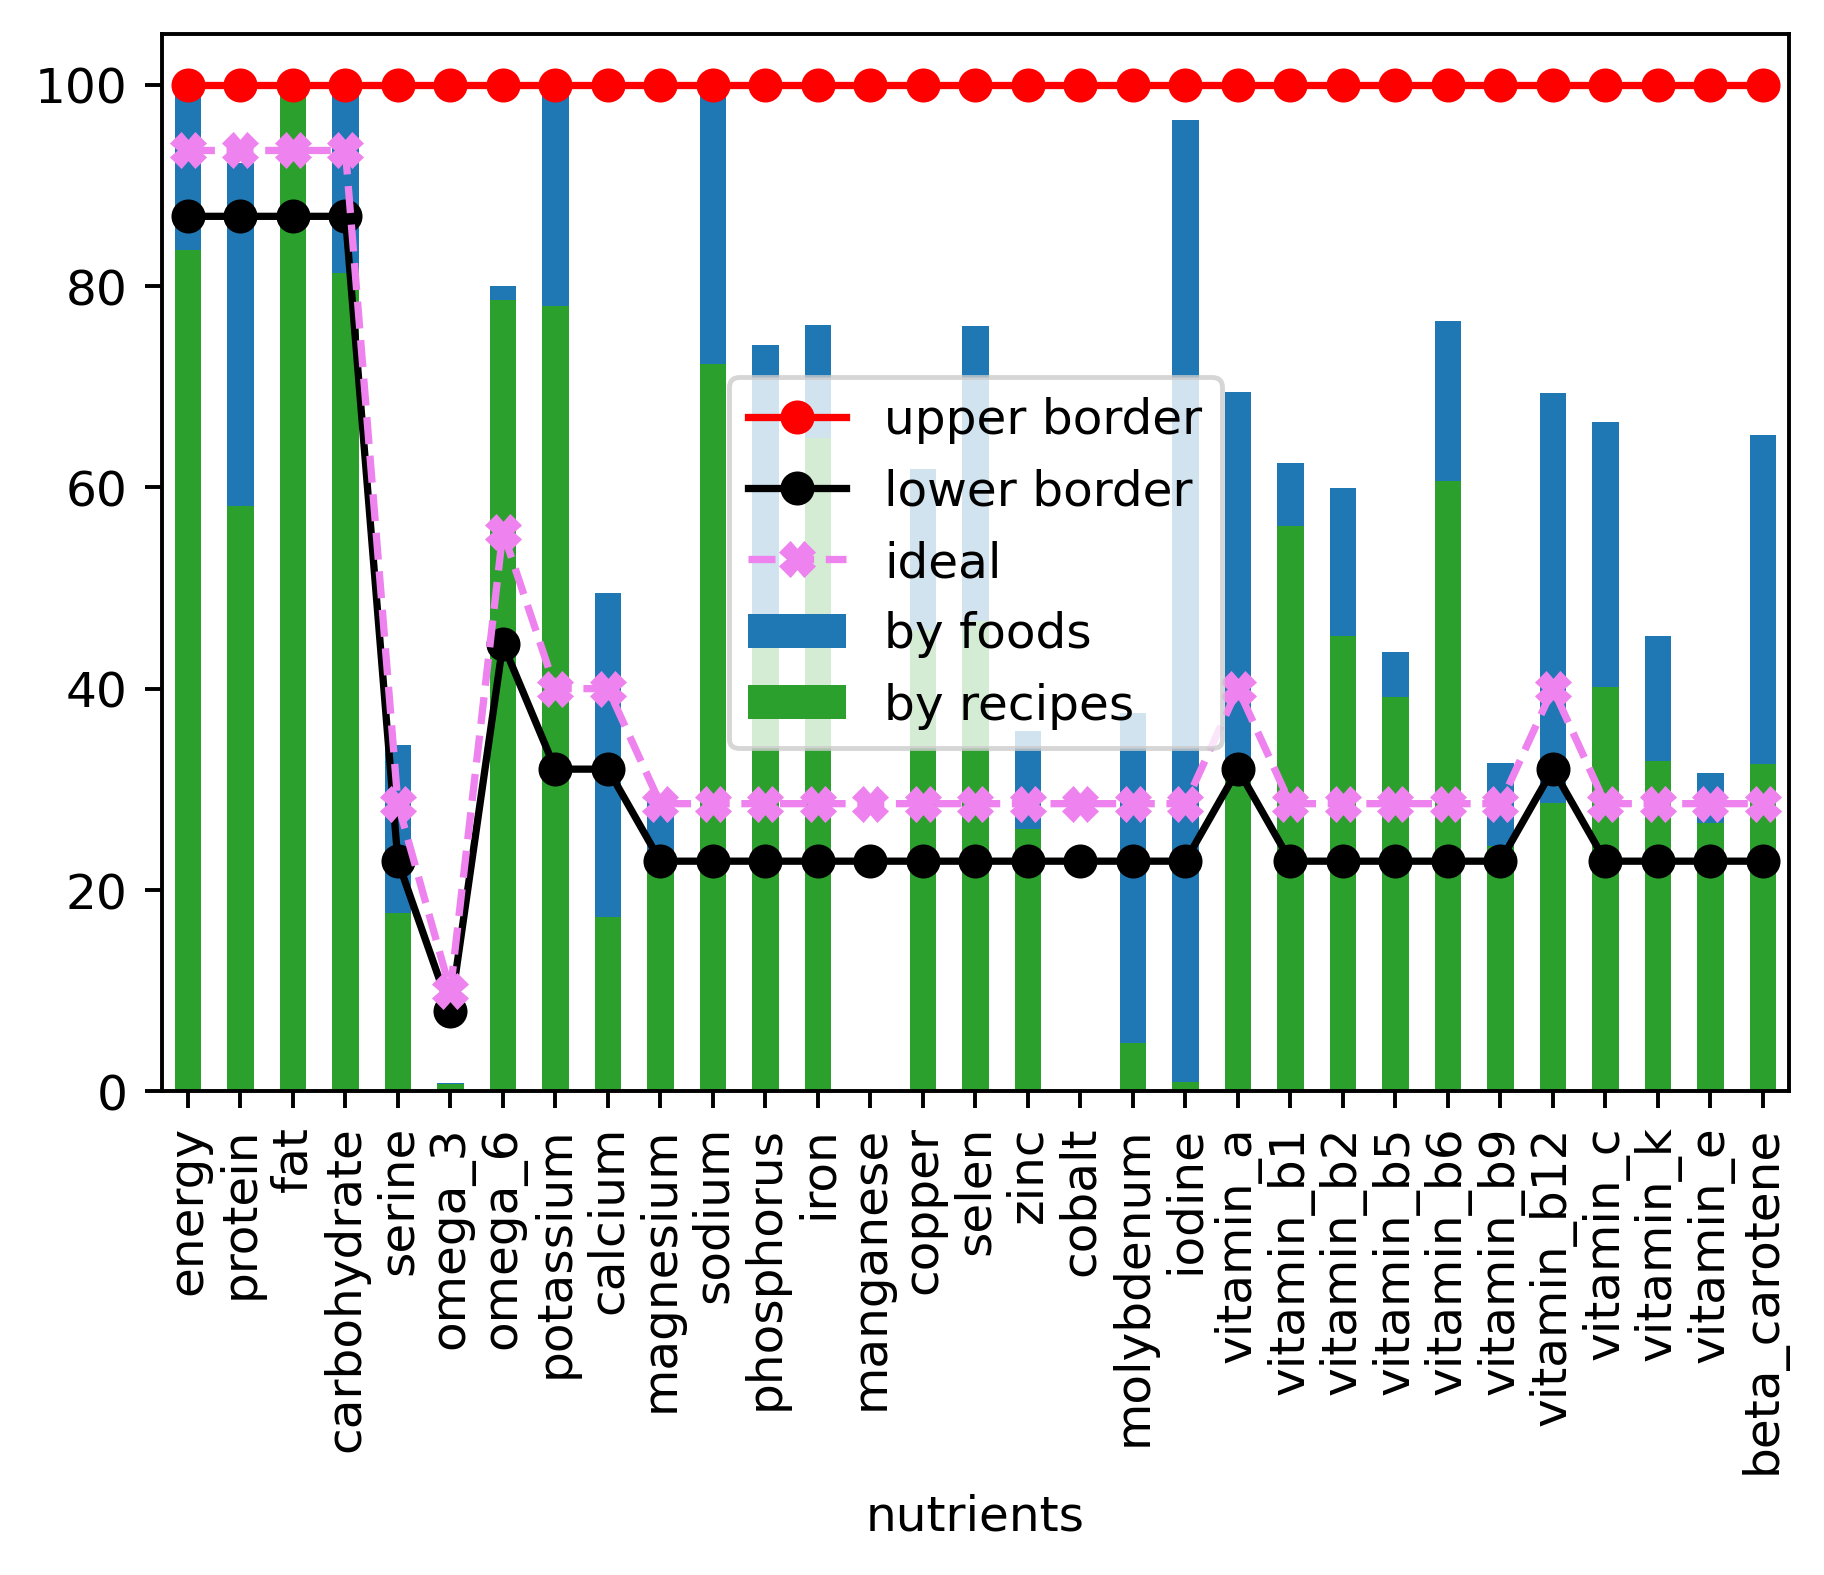 100
80
60
40
20
0
upper border
lower border
ideal
by foods
by recipes
energy
protein
fat
carbohydrate
serine
omega_3
omega_6
potassium
calcium
magnesium
sodium
phosphorus
iron
manganese
copper
selen
zinc
cobalt
molybdenum
iodine
vitamin_a
vitamin_b1
vitamin_b2
vitamin_b5
vitamin_b6
vitamin_b9
vitamin_b12
vitamin_c
vitamin_k
vitamin_e
beta_carotene
nutrients